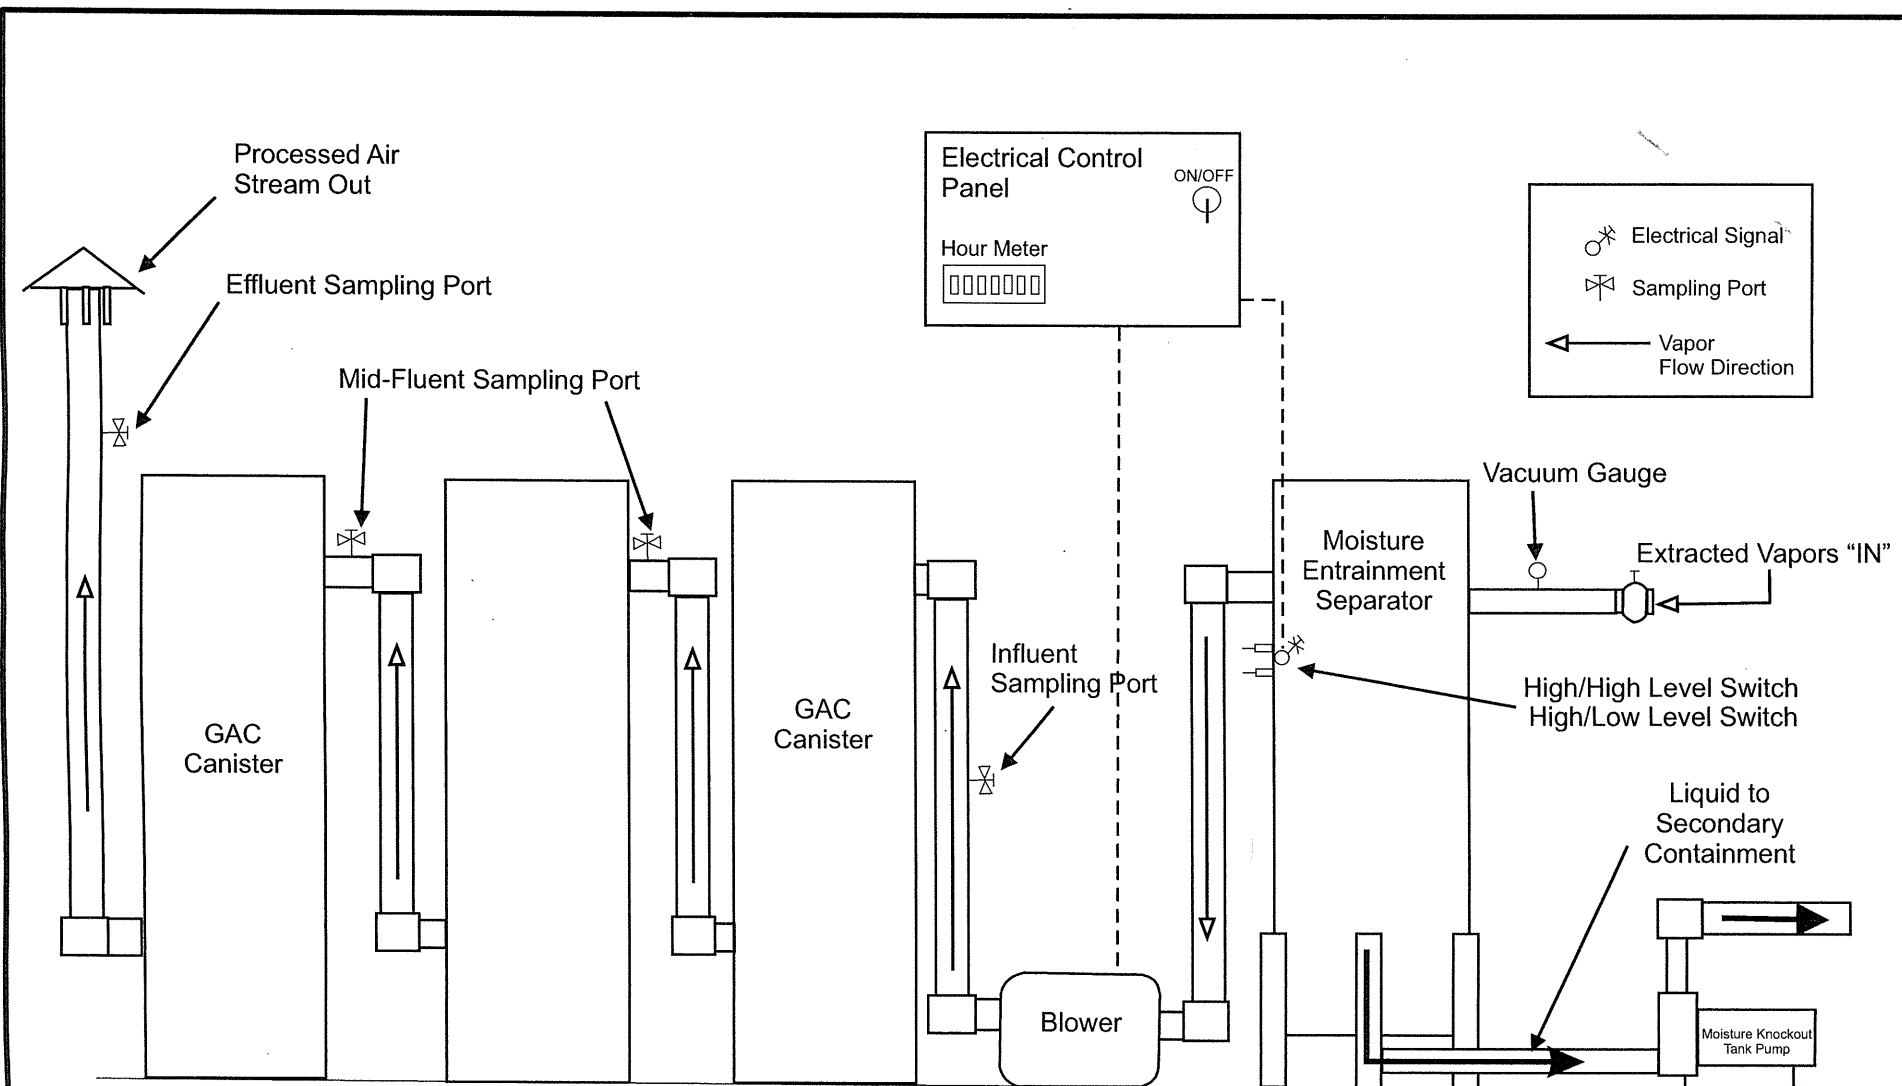 Processed Air
Stream Out
Effluent Sampling Port
Mid-Fluent Sampling Port
Electrical Control
Panel
ON/OFF
Hour Meter
Electrical Signal
Sampling Port
Vapor
Flow Direction
Vacuum Gauge
Extracted Vapors “IN”
Moisture
Entrainment
Separator
High/High Level Switch
High/Low Level Switch
Influent
Sampling Port
GAC
Canister
GAC
Canister
Liquid to
Secondary
Containment
Blower
Moisture Knockout
Tank Pump